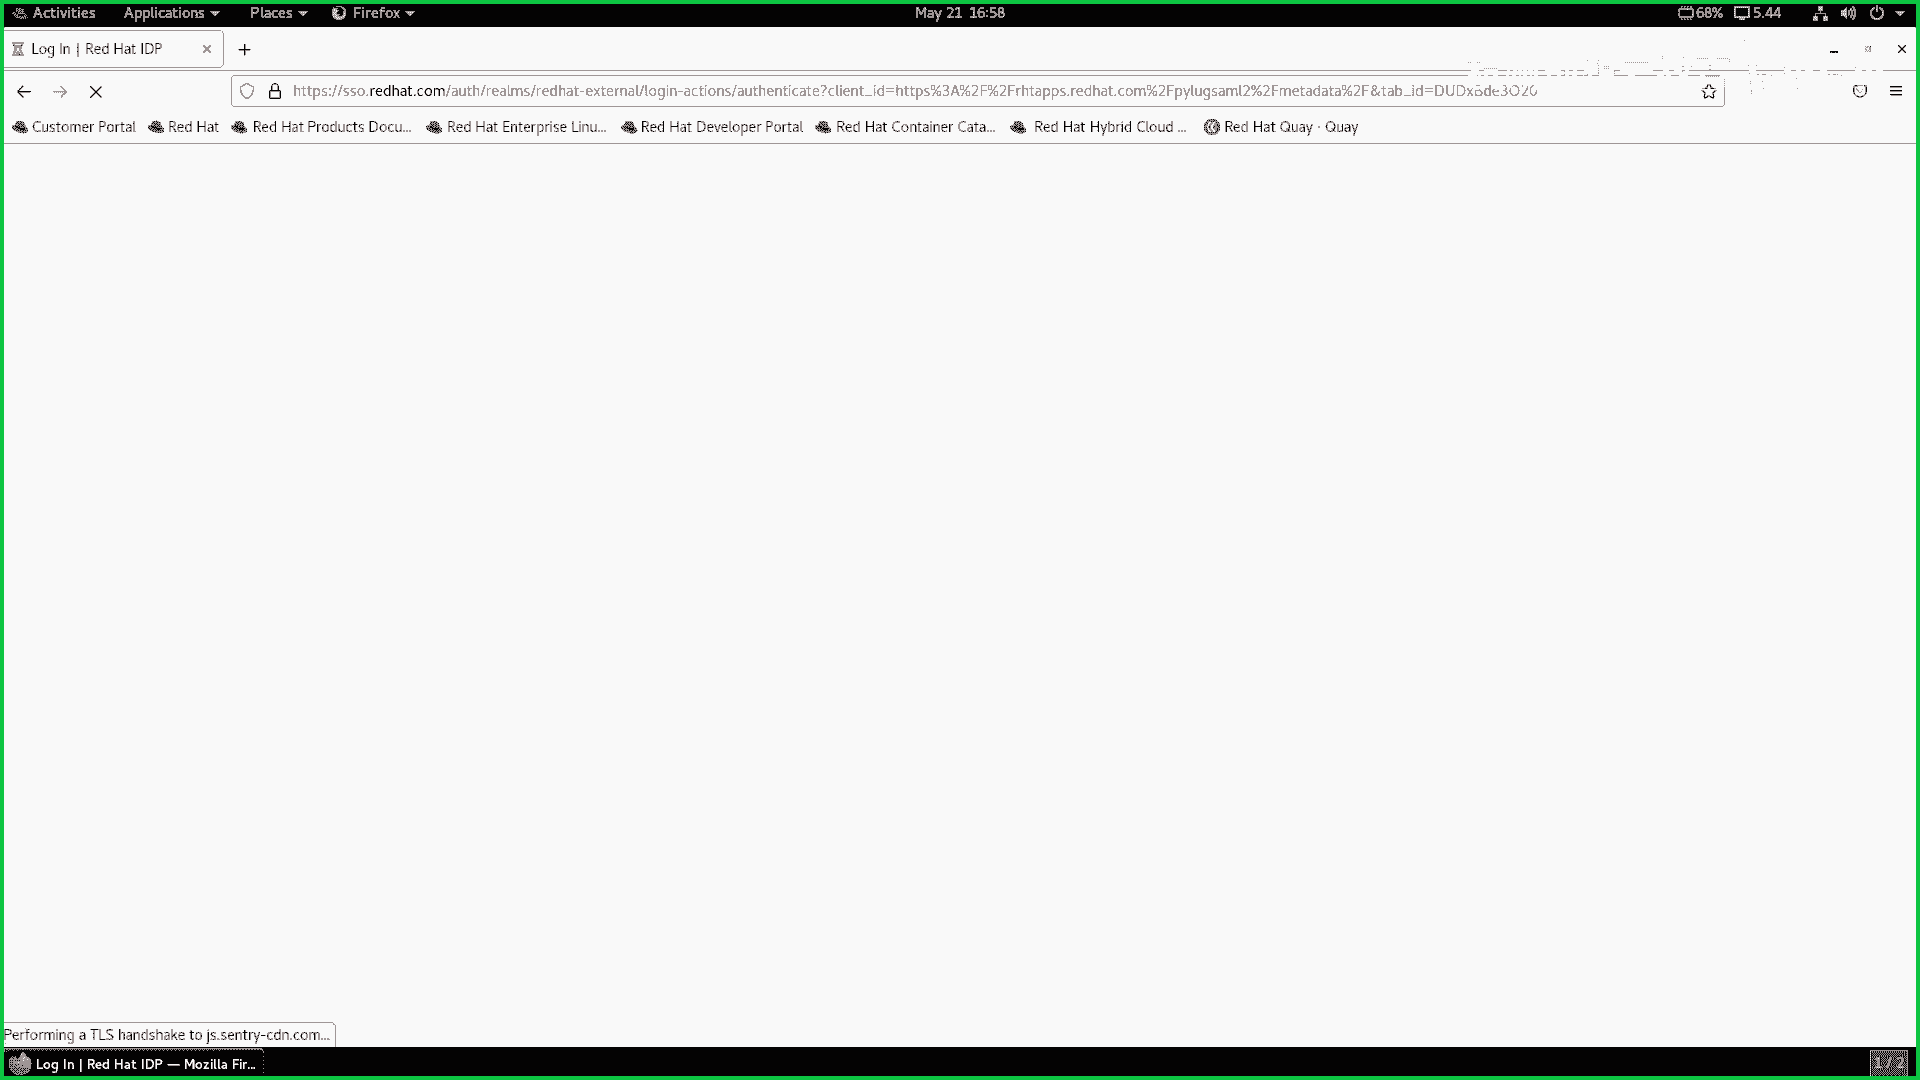 Activities Applications Places Firefox May 21 16:58 68% 5.44
Log In | Red Hat IDP
https://sso.redhat.com/auth/realms/redhat-external/login-actions/authenticate?client_id=https%3A%2F%2Frhtapps.redhat.com%2Fpylugsaml2%2Fmetadata%2F&tab_id=
Customer Portal Red Hat Red Hat Products Docu... Red Hat Enterprise Linu... Red Hat Developer Portal Red Hat Container Cata... Red Hat Hybrid Cloud ... Red Hat Quay · Quay
Performing a TLS handshake to js.sentry-cdn.com...
Log In | Red Hat IDP — Mozilla Fir... 1 / 2